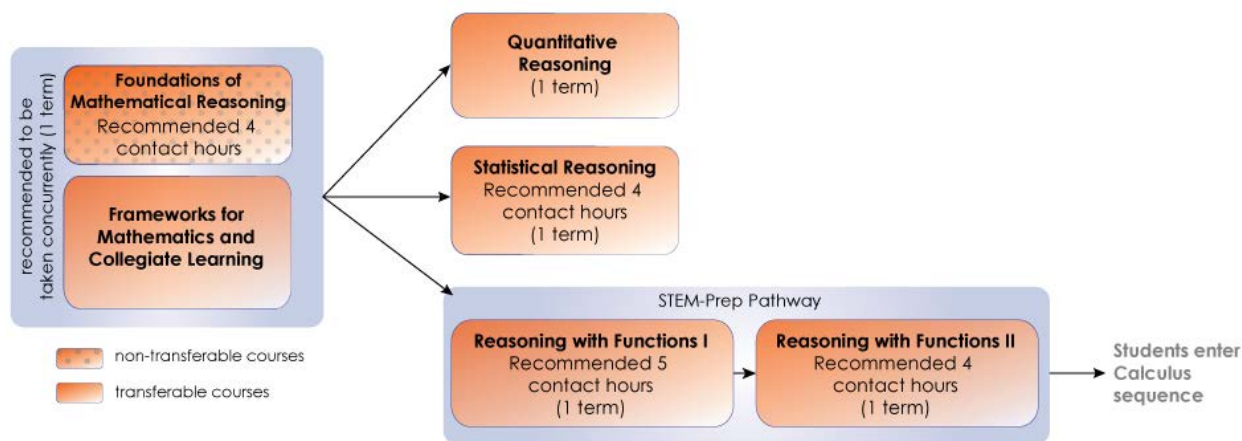 recommended to be
taken concurrently (1 term)
Foundations of
Mathematical Reasoning
Recommended 4
contact hours
Frameworks for
Mathematics and
Collegiate Learning
non-transferable courses
transferable courses
Quantitative
Reasoning
(1 term)
Statistical Reasoning
Recommended 4
contact hours
(1 term)
STEM-Prep Pathway
Reasoning with Functions I
Recommended 5
contact hours
(1 term)
Reasoning with Functions II
Recommended 4
contact hours
(1 term)
Students enter
Calculus
sequence